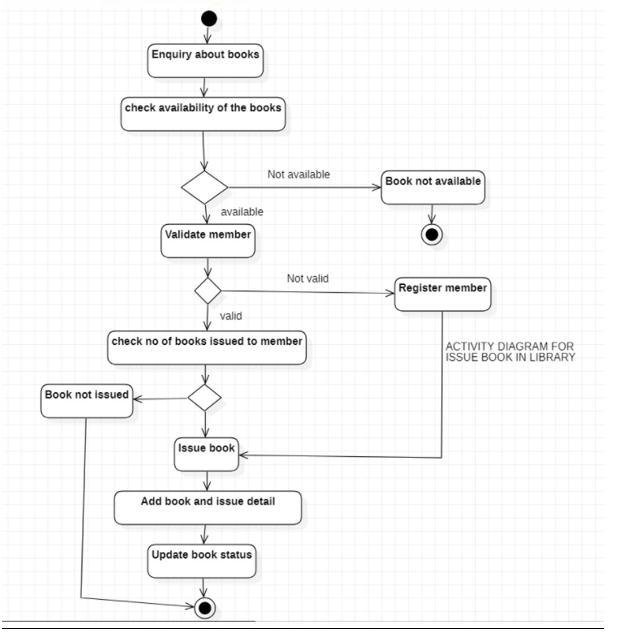 Enquiry about books
check availability of the books
Not available
Book not available
available
Validate member
Not valid
Register member
valid
check no of books issued to member
ACTIVITY DIAGRAM FOR
ISSUE BOOK IN LIBRARY
Book not issued
Issue book
Add book and issue detail
Update book status